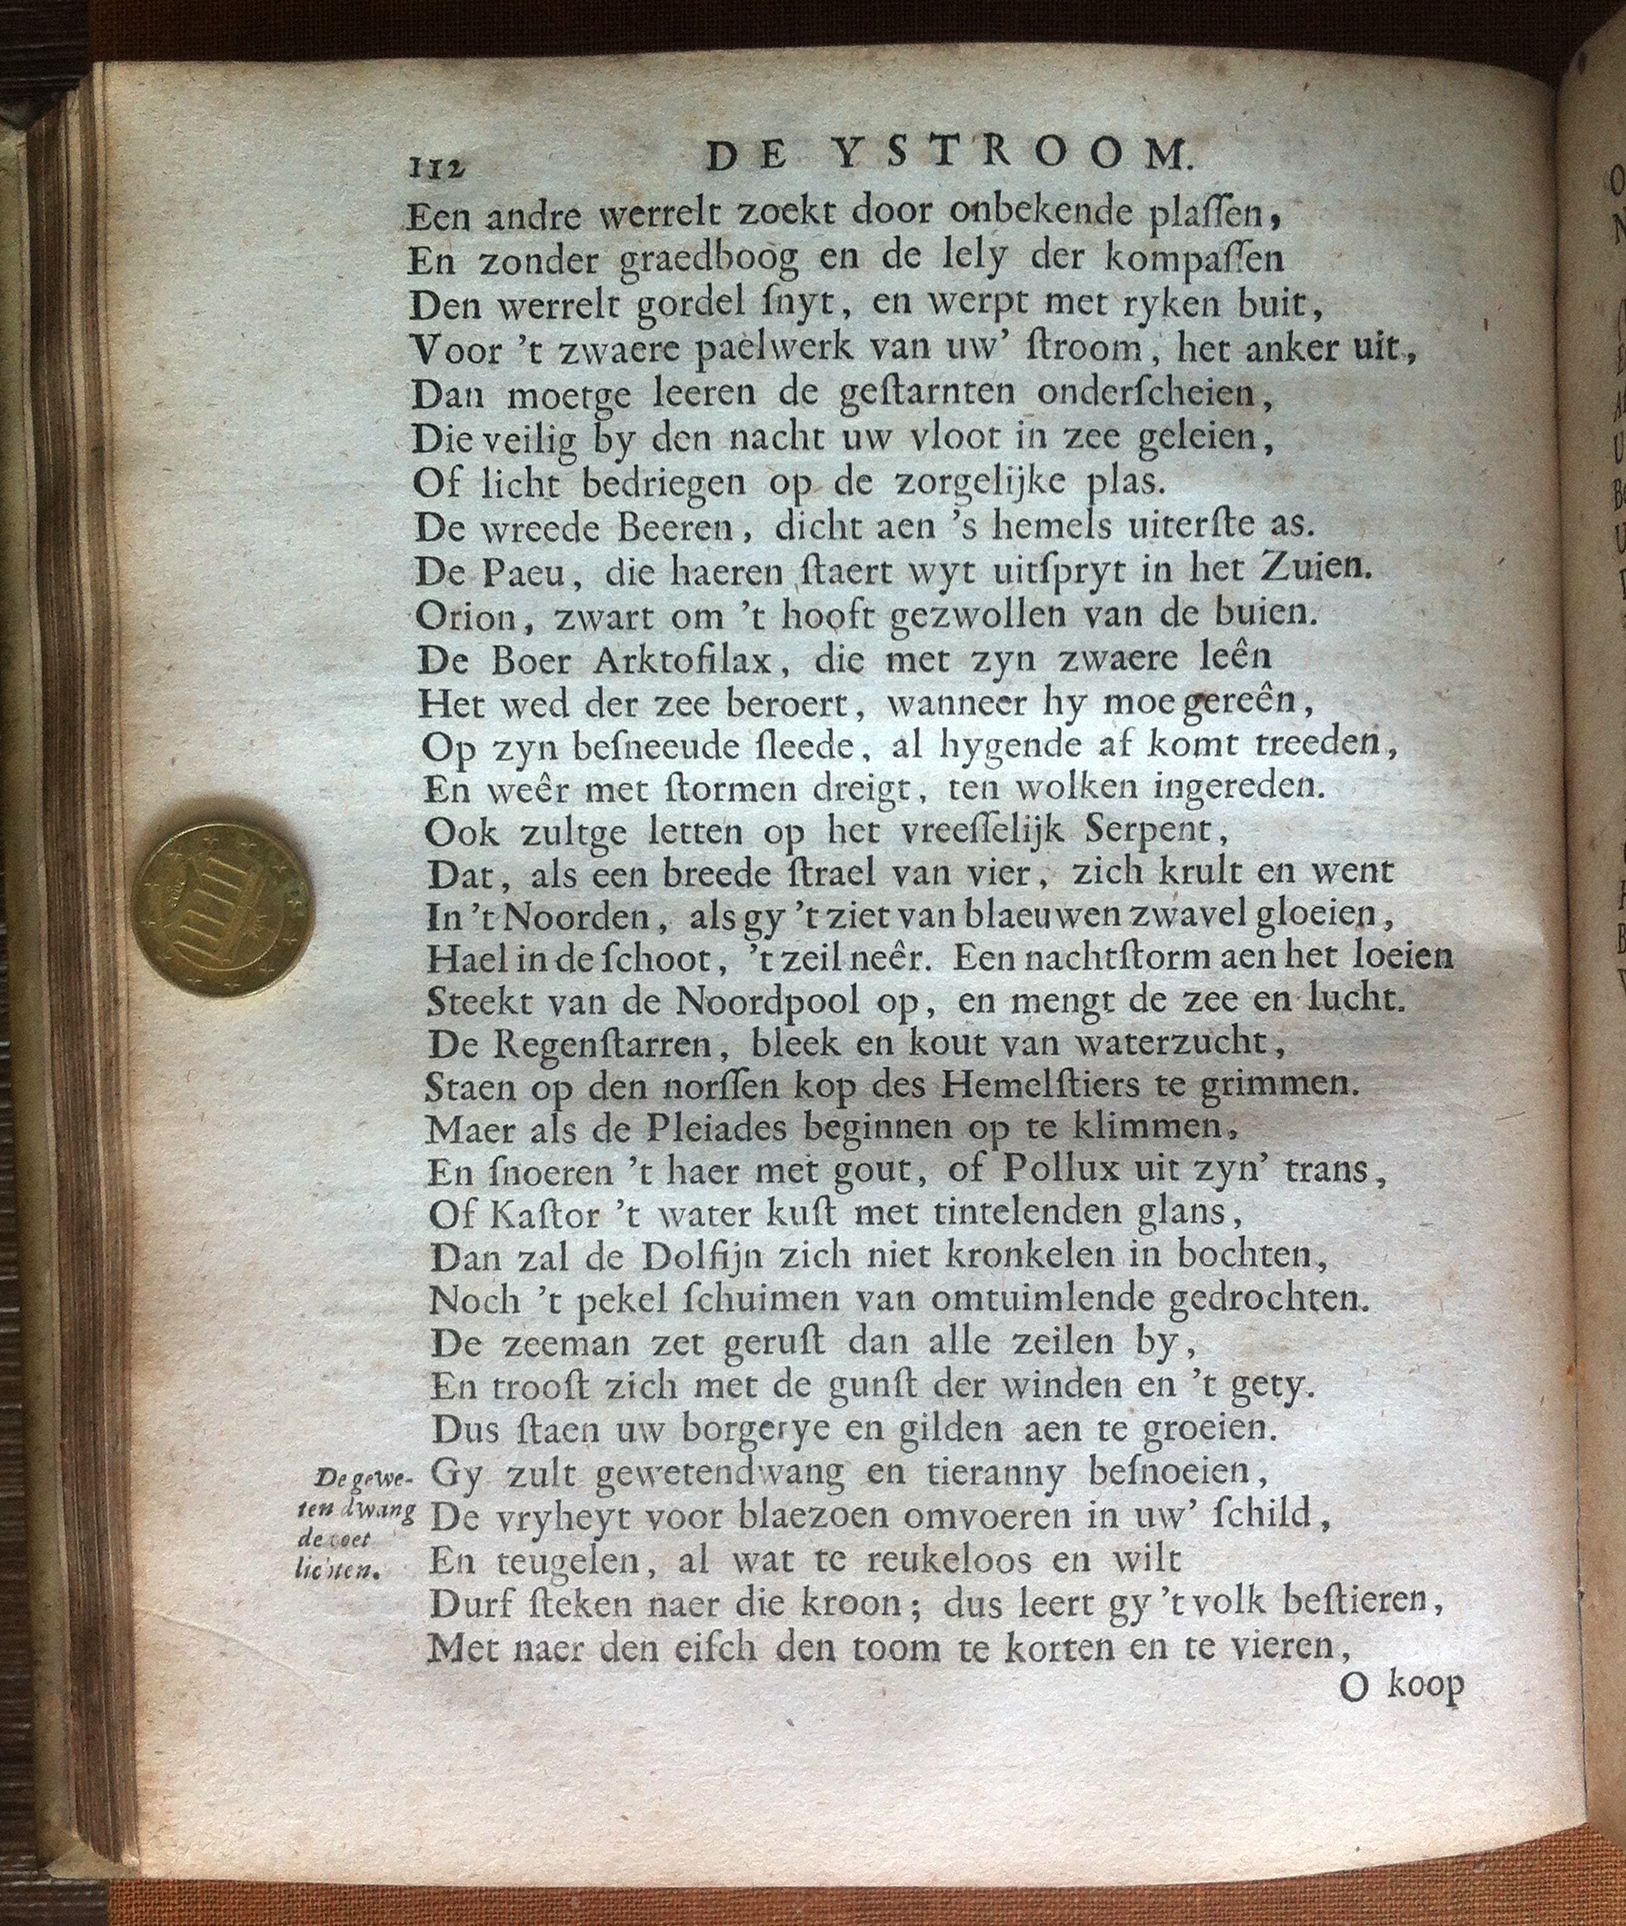 112 DE YSTROOM.
Een andre werrelt zoekt door onbekende plaſſen,
En zonder graedboog en de lely der kompaſſen
Den werrelt gordel ſnyt, en werpt met ryken buit,
Voor 't zwaere paelwerk van uw' ſtroom, het anker uit,
Dan moetge leeren de geſtarnten onderſcheien,
Die veilig by den nacht uw vloot in zee geleien,
Of licht bedriegen op de zorgelijke plas.
De wreede Beeren, dicht aen 's hemels uiterſte as.
De Paeu, die haeren ſtaert wyt uitſpryt in het Zuien.
Orion, zwart om 't hooft gezwollen van de buien.
De Boer Arktofilax, die met zyn zwaere leên
Het wed der zee beroert, wanneer hy moe gereên,
Op zyn beſneeude ſleede, al hygende af komt treeden,
En weêr met ſtormen dreigt, ten wolken ingereden.
Ook zultge letten op het vreeſſelijk Serpent,
Dat, als een breede ſtrael van vier, zich krult en went
In 't Noorden, als gy 't ziet van blaeuwen zwavel gloeien,
Hael in de ſchoot, 't zeil neêr. Een nachtſtorm aen het loeien
Steekt van de Noordpool op, en mengt de zee en lucht.
De Regenſtarren, bleek en kout van waterzucht,
Staen op den norſſen kop des Hemelſtiers te grimmen.
Maer als de Pleiades beginnen op te klimmen,
En ſnoeren 't haer met gout, of Pollux uit zyn' trans,
Of Kaſtor 't water kuſt met tintelenden glans,
Dan zal de Dolfijn zich niet kronkelen in bochten,
Noch 't pekel ſchuimen van omtuimlende gedrochten.
De zeeman zet geruſt dan alle zeilen by,
En trooſt zich met de gunſt der winden en 't gety.
Dus ſtaen uw borgerye en gilden aen te groeien.
Gy zult gewetendwang en tieranny beſnoeien,
De vryheyt voor blaezoen omvoeren in uw' ſchild,
En teugelen, al wat te reukeloos en wilt
Durf ſteken naer die kroon; dus leert gy 't volk beſtieren,
Met naer den eiſch den toom te korten en te vieren,
O koop
De gewe-
ten dwang
de voet
lichten.